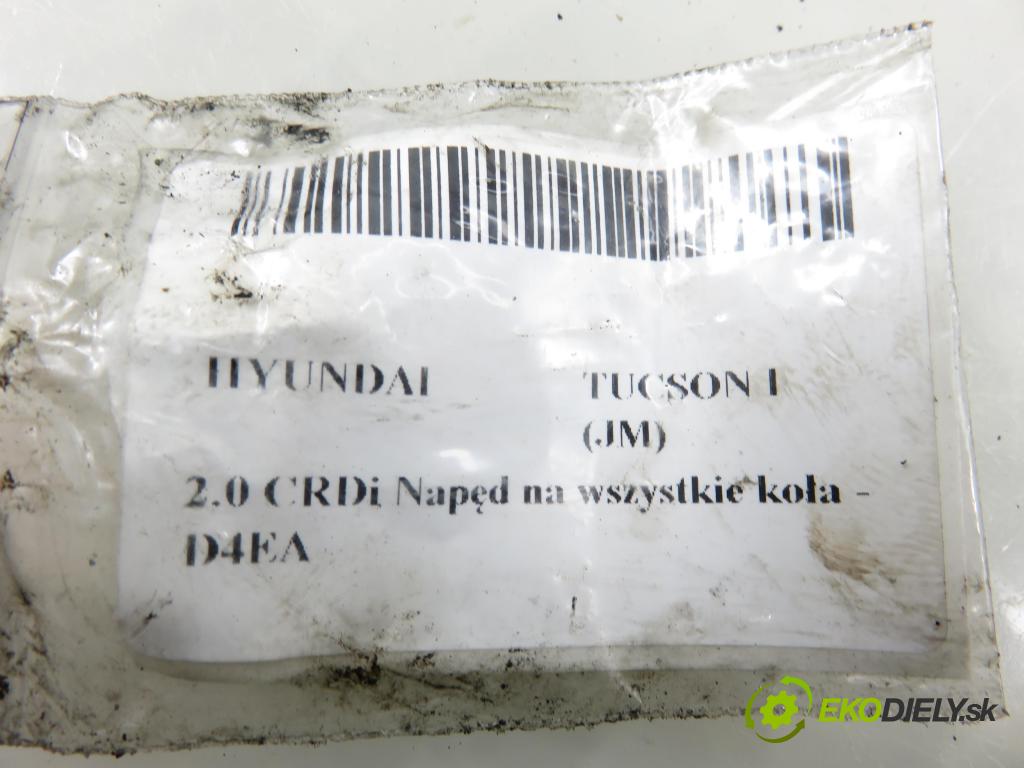 HYUNDAI TUCSON I
(JM)
2.0 CRDi Napęd na wszystkie koła -
D4EA
EKODIELY.sk